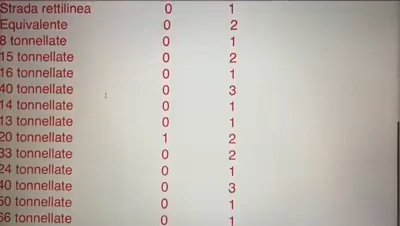 Strada rettilinea 0 1
Equivalente 0 2
8 tonnellate 0 1
15 tonnellate 0 2
16 tonnellate 0 1
40 tonnellate 0 3
14 tonnellate 0 1
13 tonnellate 0 1
20 tonnellate 1 2
33 tonnellate 0 2
24 tonnellate 0 1
40 tonnellate 0 3
tonnellate 0 1
tonnellate 0 1